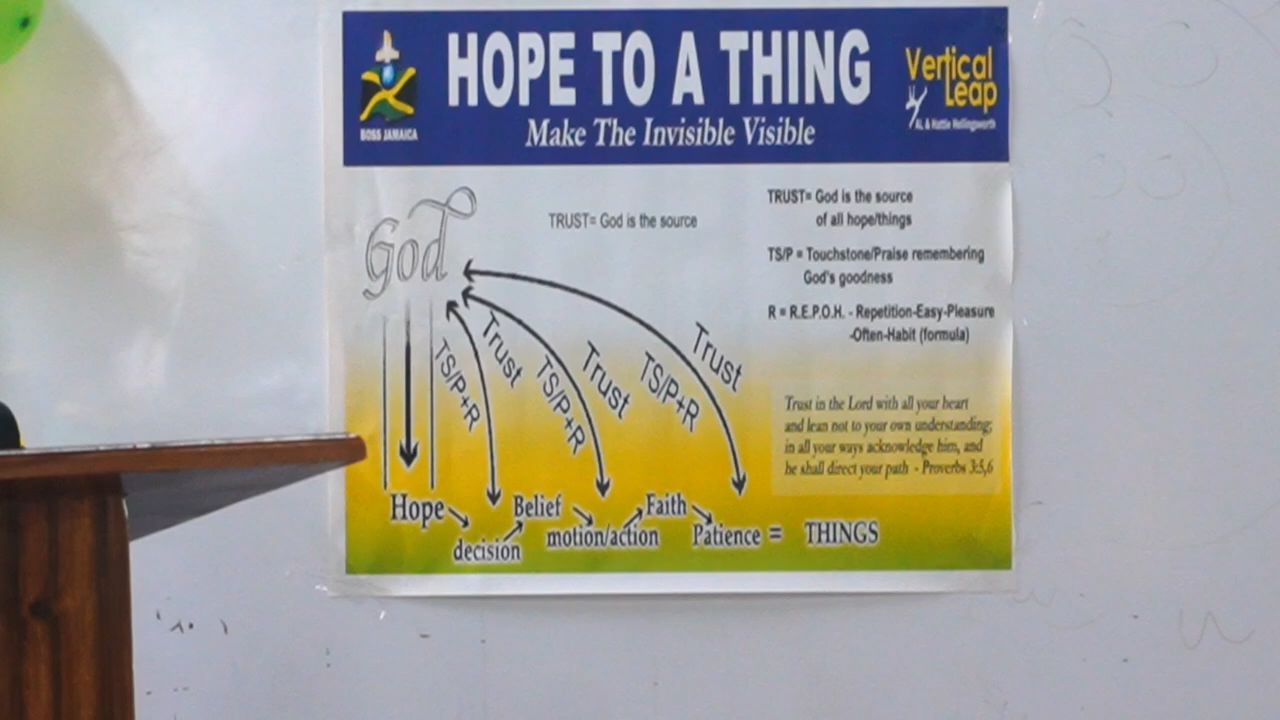 HOPE TO A THING
Make The Invisible Visible
BOSS JAMAICA
Vertical
Leap
AL & Hattie Hollingsworth
God
TRUST= God is the source
TRUST= God is the source
of all hope/things
TS/P = Touchstone/Praise remembering
God's goodness
R = R.E.P.O.H. - Repetition-Easy-Pleasure
-Often-Habit (formula)
TS/P+R
Trust
TS/P+R
Trust
TS/P+R
Trust
Trust in the Lord with all your heart
and lean not to your own understanding;
in all your ways acknowledge him, and
he shall direct your path - Proverbs 3:5,6
Hope
decision
Belief
motion/action
Faith
Patience = THINGS